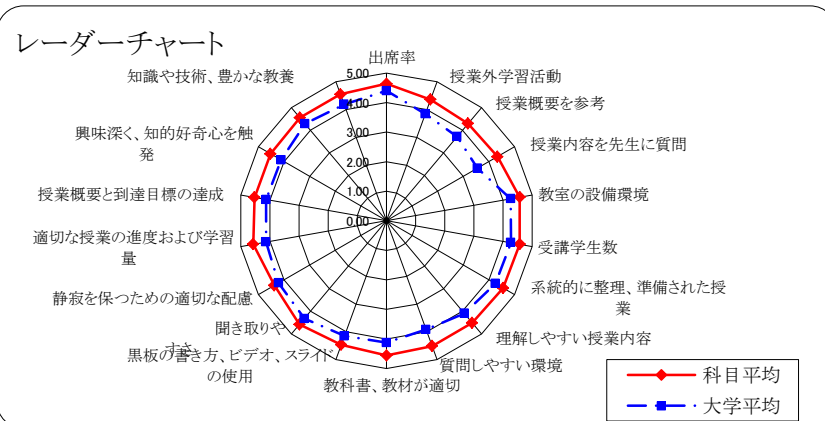 レーダーチャート
出席率
授業外学習活動
授業概要を参考
授業内容を先生に質問
教室の設備環境
受講学生数
系統的に整理、準備された授
業
理解しやすい授業内容
質問しやすい環境
教科書、教材が適切
黒板の書き方、ビデオ、スライド
の使用
聞き取りや
すさ
静寂を保つための適切な配慮
適切な授業の進度および学習
量
授業概要と到達目標の達成
興味深く、知的好奇心を触
発
知識や技術、豊かな教養
5.00
4.00
3.00
2.00
1.00
0.00
科目平均
大学平均